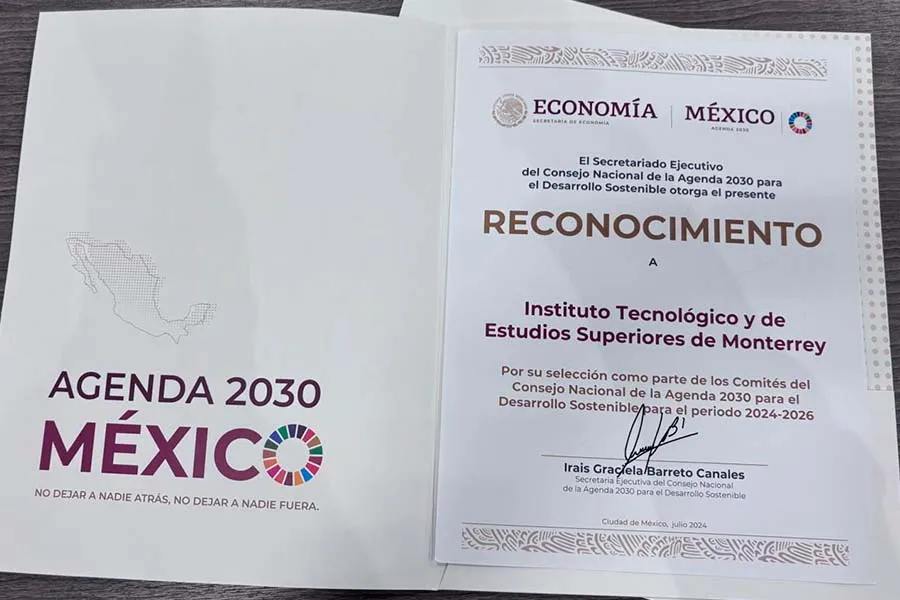 AGENDA 2030
MÉXICO
NO DEJAR A NADIE ATRÁS, NO DEJAR A NADIE FUERA.
ECONOMÍA
SECRETARÍA DE ECONOMÍA
MÉXICO
AGENDA 2030
El Secretariado Ejecutivo
del Consejo Nacional de la Agenda 2030 para
el Desarrollo Sostenible otorga el presente
RECONOCIMIENTO
A
Instituto Tecnológico y de
Estudios Superiores de Monterrey
Por su selección como parte de los Comités del
Consejo Nacional de la Agenda 2030 para el
Desarrollo Sostenible para el periodo 2024-2026
Irais Graciela Barreto Canales
Secretaria Ejecutiva del Consejo Nacional
de la Agenda 2030 para el Desarrollo Sostenible
Ciudad de México, julio 2024